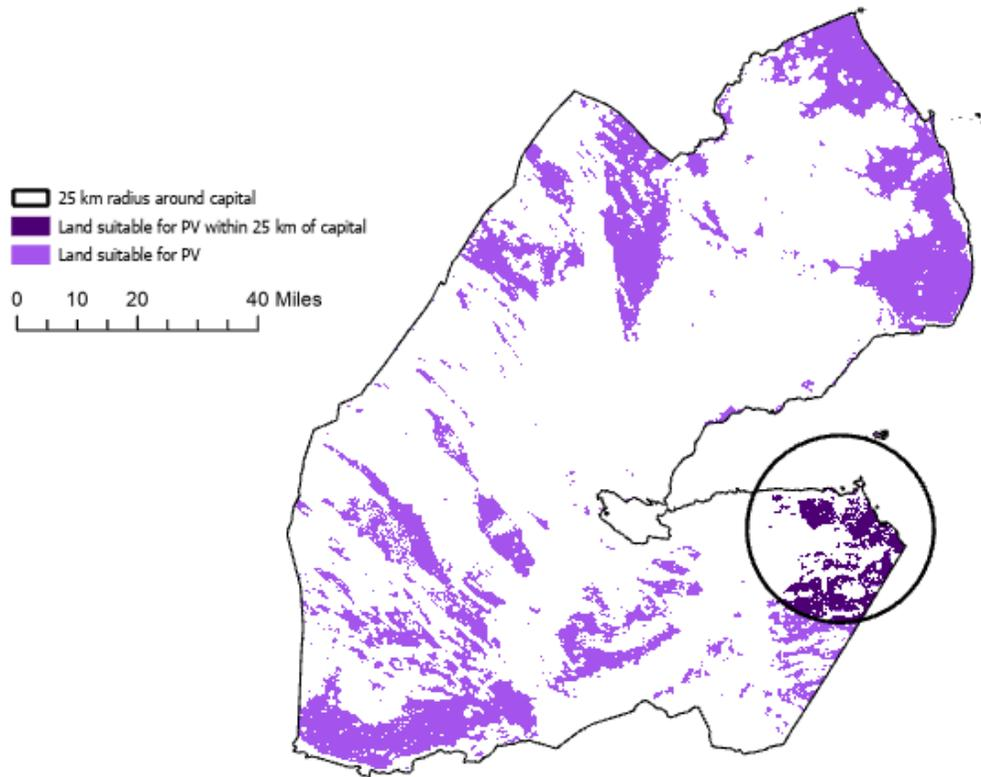 25 km radius around capital
Land suitable for PV within 25 km of capital
Land suitable for PV
0 10 20 40 Miles